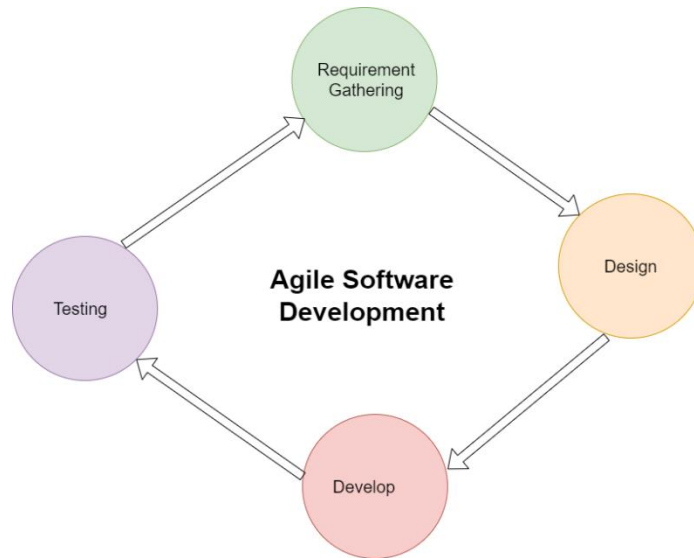 Requirement
Gathering
Design
Agile Software
Development
Testing
Develop